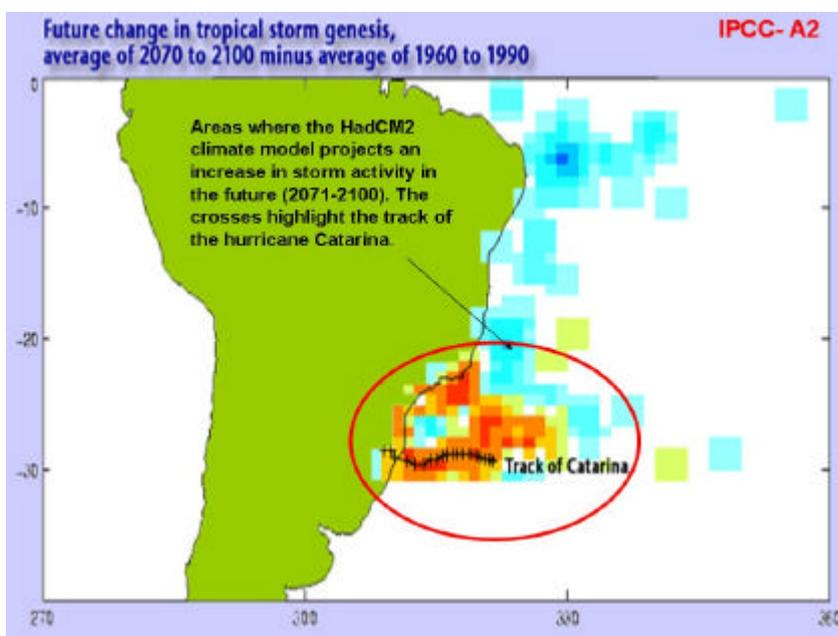 Future change in tropical storm genesis,
average of 2070 to 2100 minus average of 1960 to 1990
IPCC- A2
0
Areas where the HadCM2
climate model projects an
increase in storm activity in
the future (2071-2100). The
crosses highlight the track of
the hurricane Catarina.
-10
-20
-30
Track of Catarina
270
300
330
360